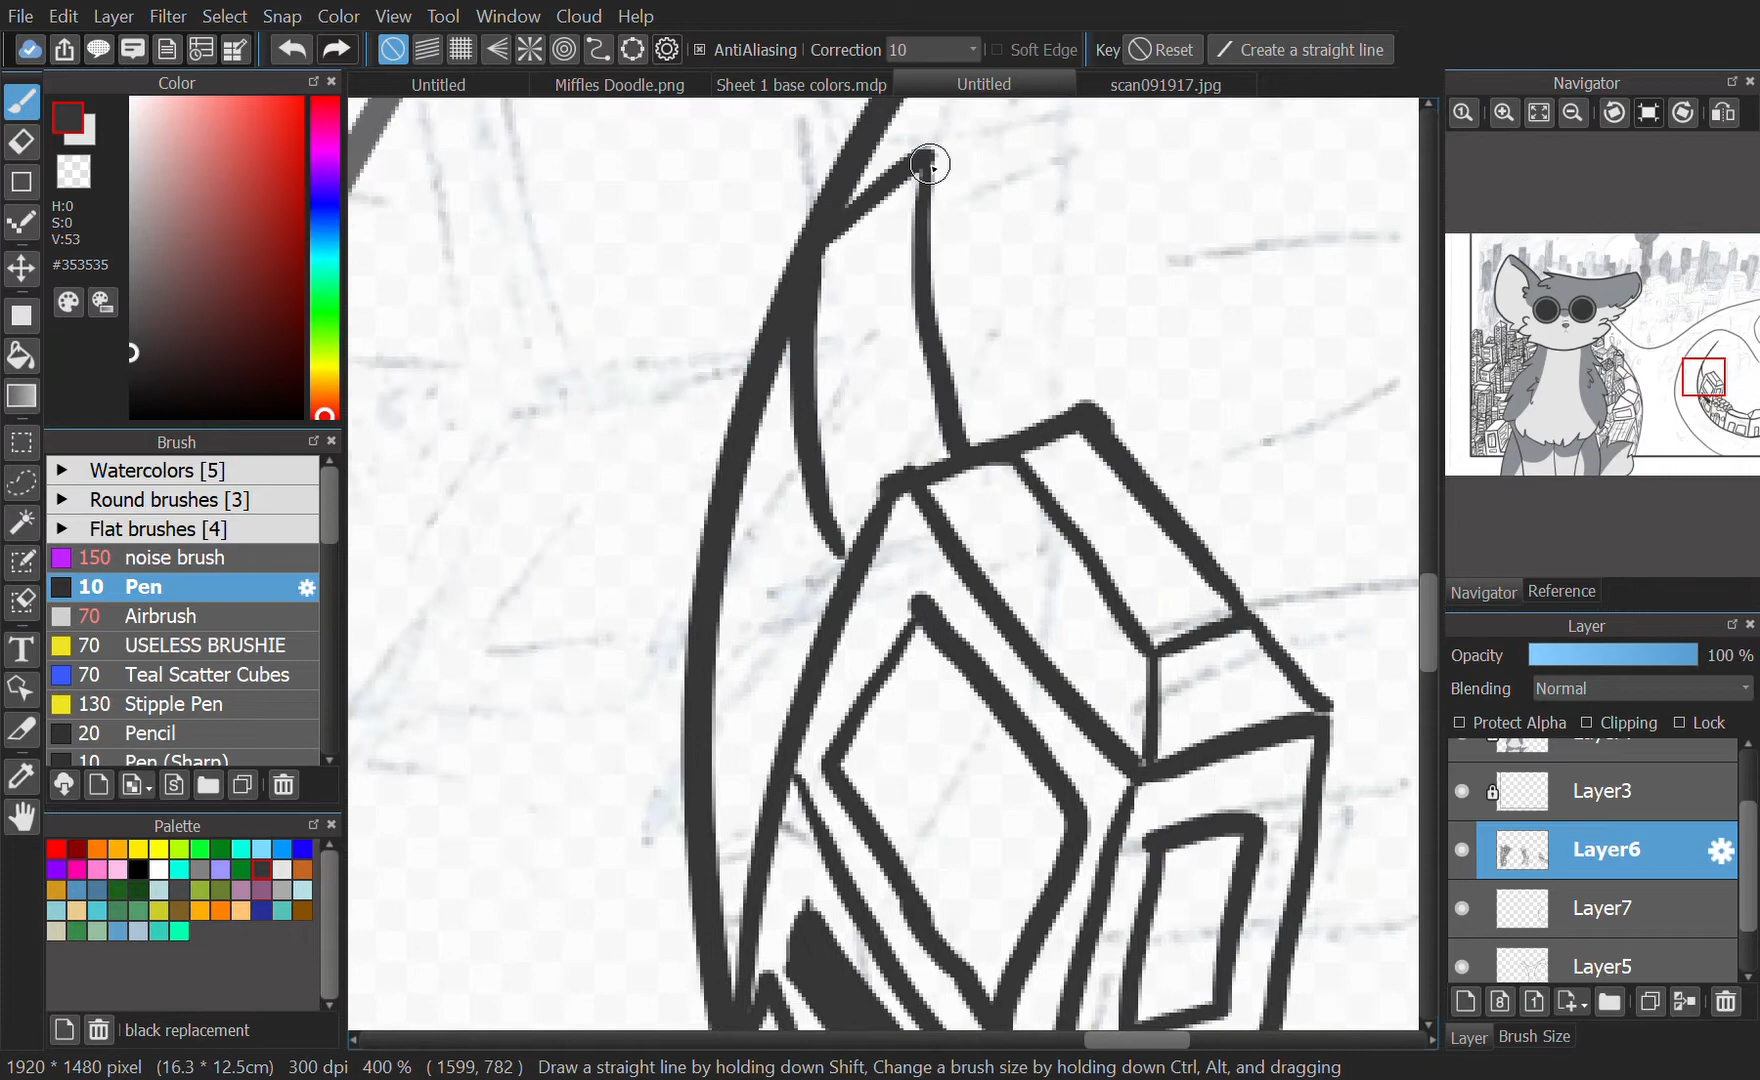 File Edit Layer Filter Select Snap Color View Tool Window Cloud Help
AntiAliasing Correction 10 Soft Edge Key Reset Create a straight line
Color
Untitled Miffles Doodle.png Sheet 1 base colors.mdp Untitled scan091917.jpg
Navigator
H:0
S:0
V:53
#353535
Brush
Watercolors [5]
Round brushes [3]
Flat brushes [4]
150 noise brush
10 Pen
70 Airbrush
70 USELESS BRUSHIE
70 Teal Scatter Cubes
130 Stipple Pen
20 Pencil
10 Pen (Sharp)
Palette
black replacement
Navigator Reference
Layer
Opacity 100 %
Blending Normal
Protect Alpha Clipping Lock
Layer3
Layer6
Layer7
Layer5
Layer Brush Size
1920 * 1480 pixel (16.3 * 12.5cm) 300 dpi 400 % ( 1599, 782 ) Draw a straight line by holding down Shift, Change a brush size by holding down Ctrl, Alt, and dragging